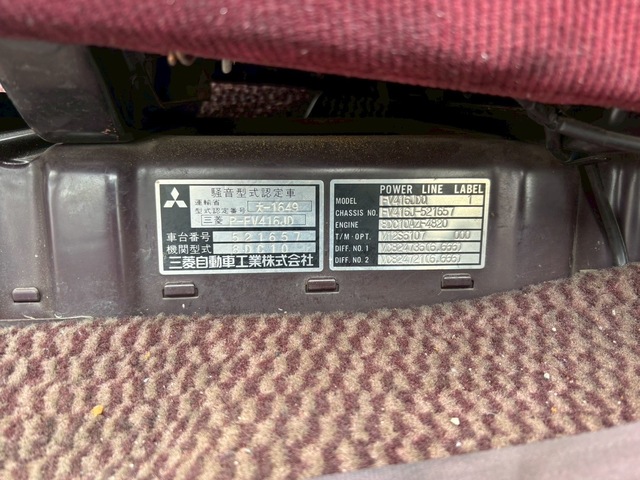 騒音型式認定車
運輸省
型式認定番号 大-1649
三菱 P-FV416JD
車台番号 521657
機関型式 8DC10
三菱自動車工業株式会社
POWER LINE LABEL
MODEL 1
CHASSIS NO. FV416J-521657
ENGINE
T/M-OPT. 000
DIFF. NO. 1
DIFF. NO. 2